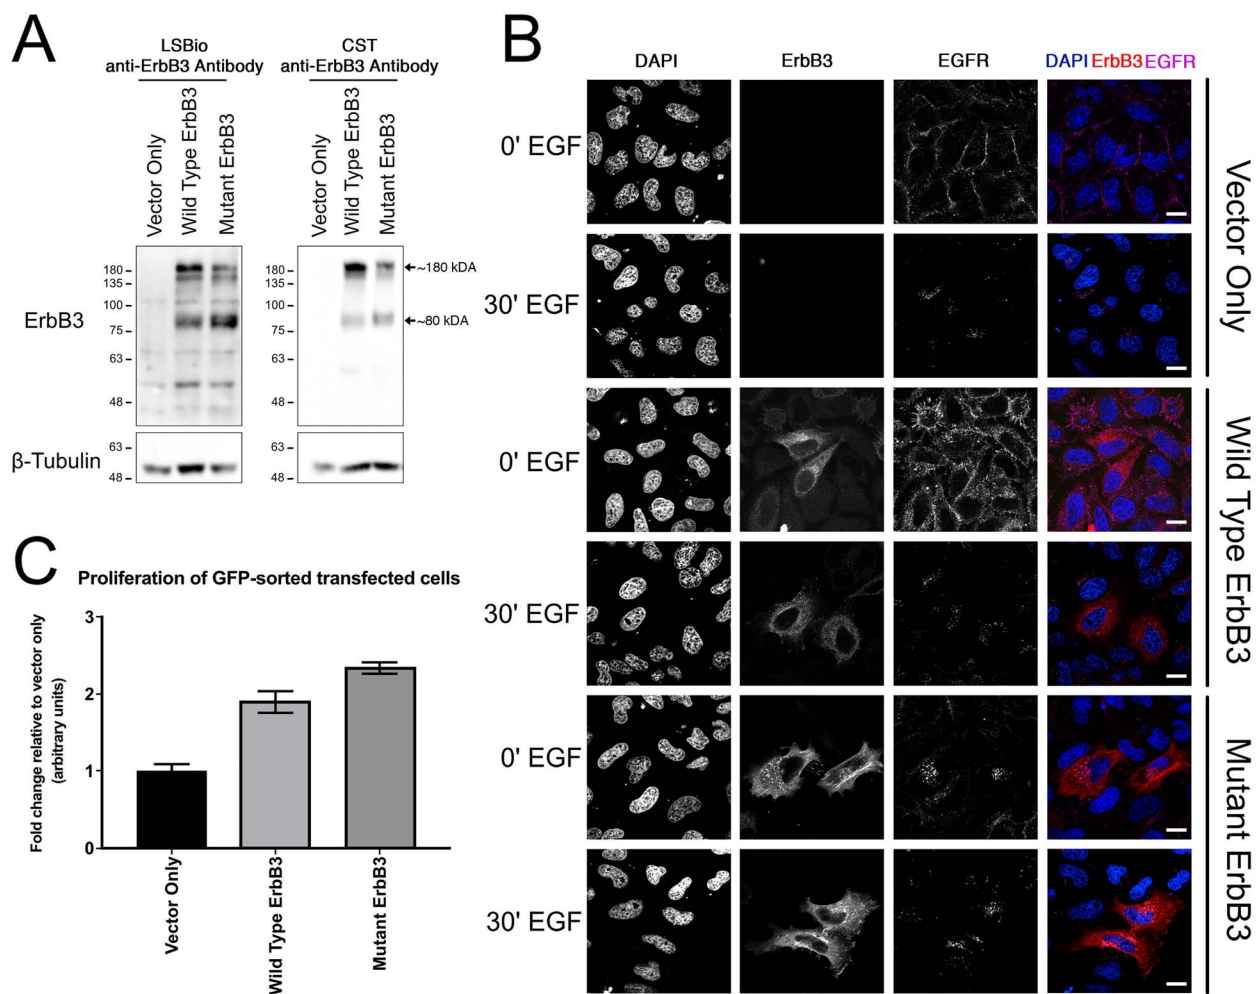 A
LSBio
anti-ErbB3 Antibody
CST
anti-ErbB3 Antibody
Vector Only
Wild Type ErbB3
Mutant ErbB3
Vector Only
Wild Type ErbB3
Mutant ErbB3
ErbB3
180
135
100
75
63
48
180
135
100
75
63
48
~180 kDA
~80 kDA
β-Tubulin
63
48
63
48
B
DAPI
ErbB3
EGFR
DAPI ErbB3 EGFR
0' EGF
30' EGF
Vector Only
0' EGF
30' EGF
Wild Type ErbB3
0' EGF
30' EGF
Mutant ErbB3
C
Proliferation of GFP-sorted transfected cells
Fold change relative to vector only
(arbitrary units)
3
2
1
0
Vector Only
Wild Type ErbB3
Mutant ErbB3